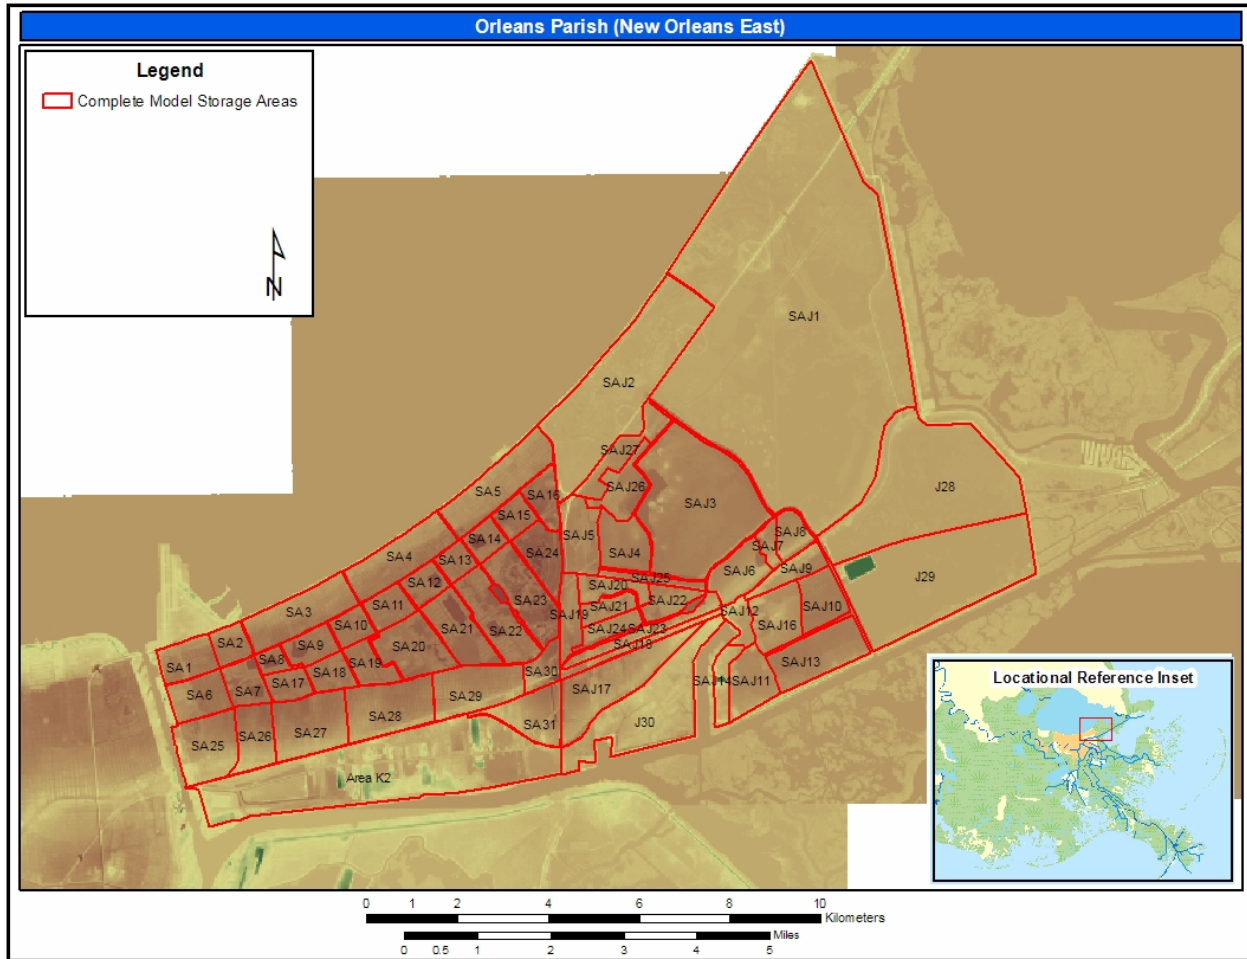 Orleans Parish (New Orleans East)
Legend
Complete Model Storage Areas
N
SAJ1
SAJ2
SAJ27
SAJ26
SA5
SA16
SAJ3
J28
SA15
SAJ5
SAJ8
SA14
SAJ7
SA4
SA13
SA24
SAJ4
SAJ6
SAJ9
J29
SA12
SAJ25
SAJ20
SA3
SA11
SA23
SAJ19
SAJ21
SAJ22
SAJ12
SAJ10
SA10
SA21
SA22
SAJ24
SAJ23
SAJ16
SA2
SA9
SA20
SAJ18
SA1
SA8
SA19
SAJ13
SA18
SA30
SA6
SA7
SA17
SAJ17
SAJ14
SAJ11
SA29
SA28
SA31
J30
SA27
SA26
SA25
Area K2
Locational Reference Inset
0 1 2 4 6 8 10
Kilometers
Miles
0 0.5 1 2 3 4 5